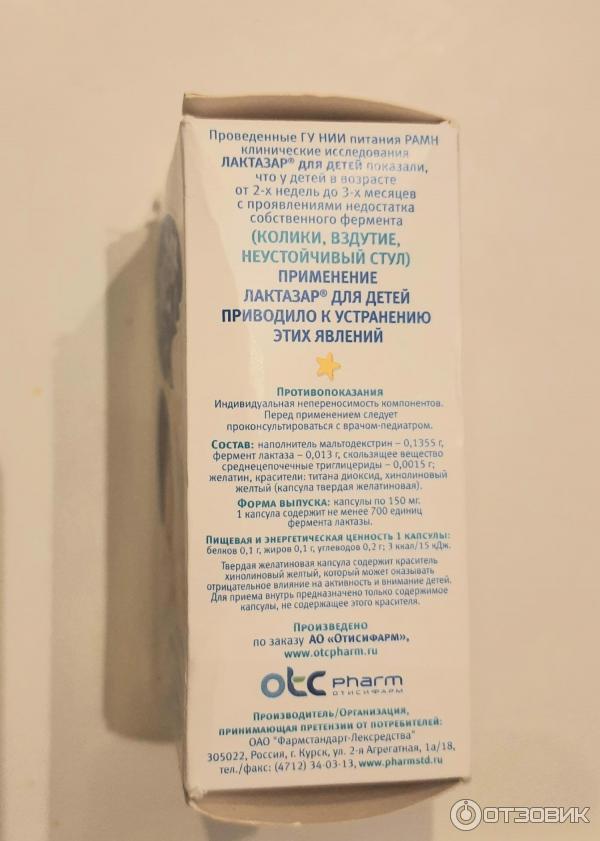 Проведенные ГУ НИИ питания РАМН
клинические исследования
ЛАКТАЗАР® ДЛЯ ДЕТЕЙ показали,
что у детей в возрасте
от 2-х недель до 3-х месяцев
с проявлениями недостатка
собственного фермента
(КОЛИКИ, ВЗДУТИЕ,
НЕУСТОЙЧИВЫЙ СТУЛ)
ПРИМЕНЕНИЕ
ЛАКТАЗАР® ДЛЯ ДЕТЕЙ
ПРИВОДИЛО К УСТРАНЕНИЮ
ЭТИХ ЯВЛЕНИЙ
Противопоказания
Индивидуальная непереносимость компонентов.
Перед применением следует
проконсультироваться с врачом-педиатром.
Состав: наполнитель мальтодекстрин – 0,1355 г,
фермент лактаза – 0,013 г, скользящее вещество
среднецепочечные триглицериды – 0,0015 г;
желатин, красители: титана диоксид, хинолиновый
желтый (капсула твердая желатиновая).
Форма выпуска: капсулы по 150 мг.
1 капсула содержит не менее 700 единиц
фермента лактазы.
Пищевая и энергетическая ценность 1 капсулы:
белков 0,1 г, жиров 0,1 г, углеводов 0,2 г; 3 ккал/15 кДж.
Твердая желатиновая капсула содержит краситель
хинолиновый желтый, который может оказывать
отрицательное влияние на активность и внимание детей.
Для приема внутрь предназначено только содержимое
капсулы, не содержащее этого красителя.
Произведено
по заказу АО «Отисифарм»,
www.otcpharm.ru
otc pharm
ОТИСИФАРМ
Производитель/Организация,
принимающая претензии от потребителей:
ОАО "Фармстандарт-Лексредства"
305022, Россия, г. Курск, ул. 2-я Агрегатная, 1а/18,
тел./факс: (4712) 34-03-13, www.pharmstd.ru
ОТЗОВИК